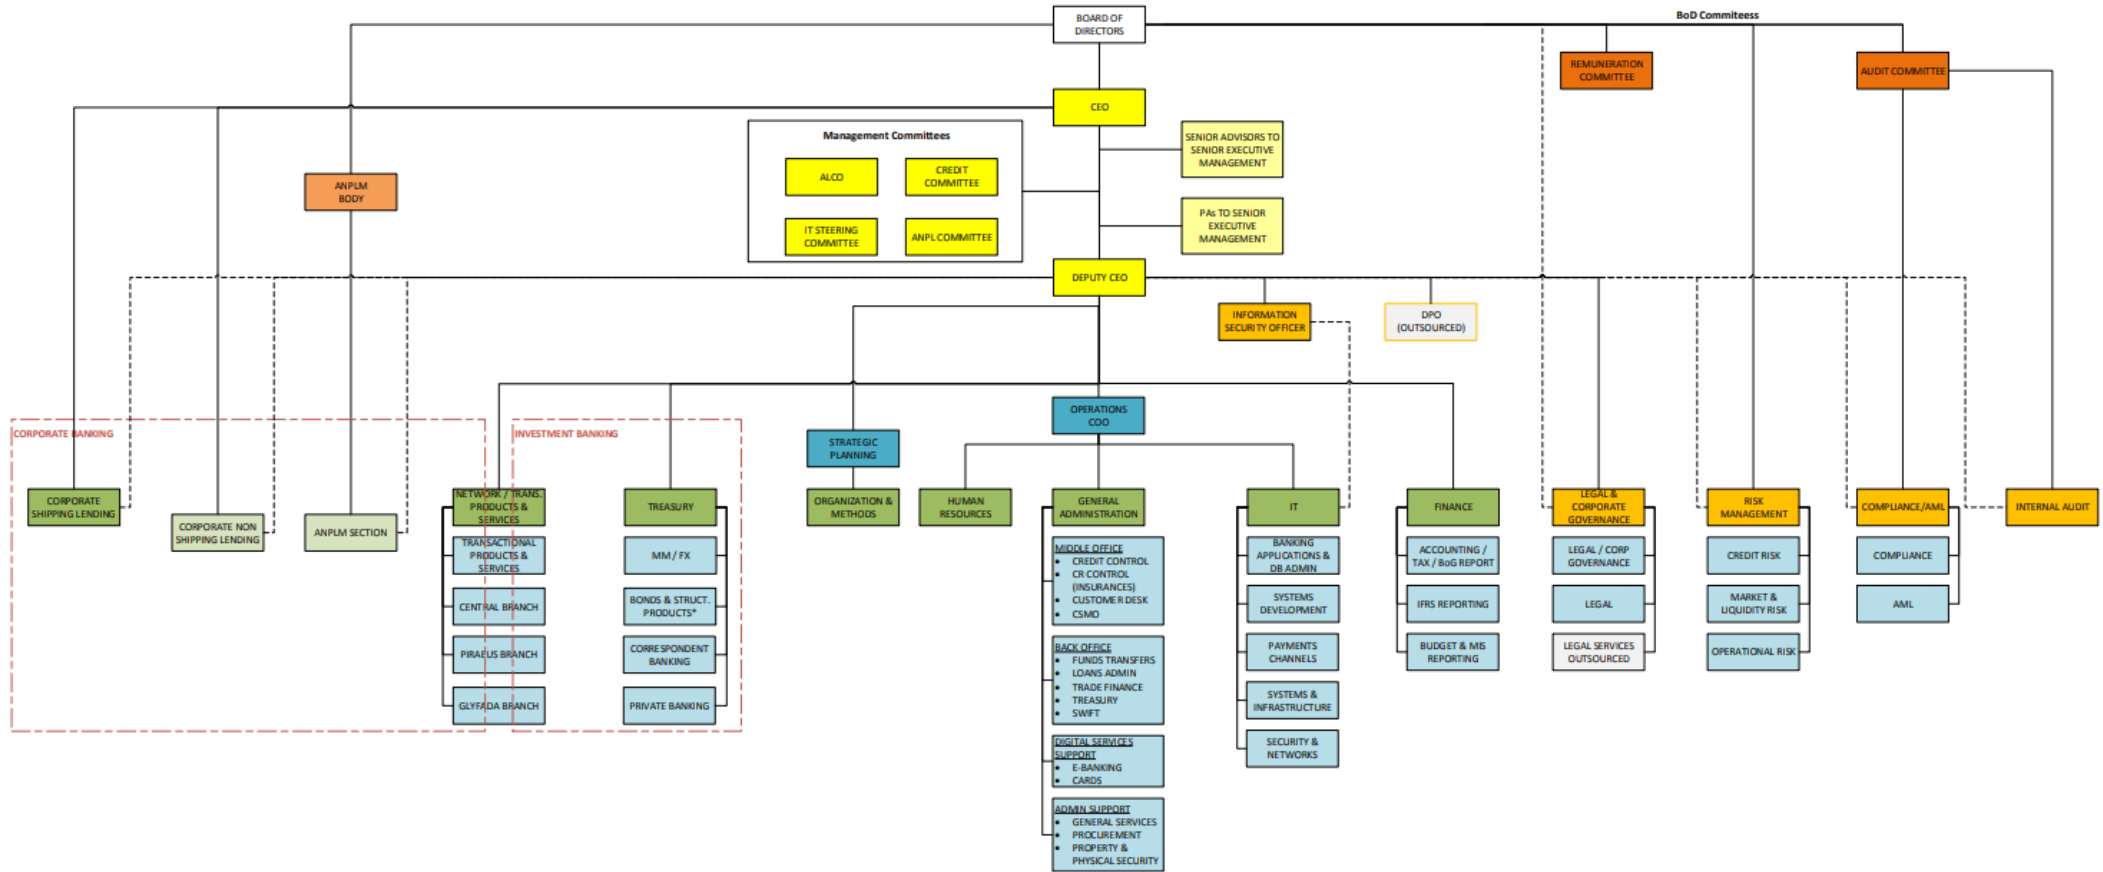 BOARD OF
DIRECTORS
BoD Commiteess
REMUNERATION
COMMITTEE
AUDIT COMMITTEE
CEO
Management Committees
ALCO
CREDIT
COMMITTEE
IT STEERING
COMMITTEE
ANPL COMMITTEE
SENIOR ADVISORS TO
SENIOR EXECUTIVE
MANAGEMENT
PAs TO SENIOR
EXECUTIVE
MANAGEMENT
ANPLM
BODY
DEPUTY CEO
INFORMATION
SECURITY OFFICER
DPO
(OUTSOURCED)
OPERATIONS
COO
STRATEGIC
PLANNING
CORPORATE BANKING
INVESTMENT BANKING
CORPORATE
SHIPPING LENDING
CORPORATE NON
SHIPPING LENDING
ANPLM SECTION
NETWORK / TRANS.
PRODUCTS &
SERVICES
TRANSACTIONAL
PRODUCTS &
SERVICES
CENTRAL BRANCH
PIRAEUS BRANCH
GLYFADA BRANCH
TREASURY
MM / FX
BONDS & STRUCT.
PRODUCTS*
CORRESPONDENT
BANKING
PRIVATE BANKING
ORGANIZATION &
METHODS
HUMAN
RESOURCES
GENERAL
ADMINISTRATION
MIDDLE OFFICE
• CREDIT CONTROL
• CR CONTROL
(INSURANCES)
• CUSTOMER DESK
• CSMO
BACK OFFICE
• FUNDS TRANSFERS
• LOANS ADMIN
• TRADE FINANCE
• TREASURY
• SWIFT
DIGITAL SERVICES
SUPPORT
• E-BANKING
• CARDS
ADMIN SUPPORT
• GENERAL SERVICES
• PROCUREMENT
• PROPERTY &
PHYSICAL SECURITY
IT
BANKING
APPLICATIONS &
DB ADMIN
SYSTEMS
DEVELOPMENT
PAYMENTS
CHANNELS
SYSTEMS &
INFRASTRUCTURE
SECURITY &
NETWORKS
FINANCE
ACCOUNTING /
TAX / BoG REPORT
IFRS REPORTING
BUDGET & MIS
REPORTING
LEGAL &
CORPORATE
GOVERNANCE
LEGAL / CORP
GOVERNANCE
LEGAL
LEGAL SERVICES
OUTSOURCED
RISK
MANAGEMENT
CREDIT RISK
MARKET &
LIQUIDITY RISK
OPERATIONAL RISK
COMPLIANCE/AML
COMPLIANCE
AML
INTERNAL AUDIT